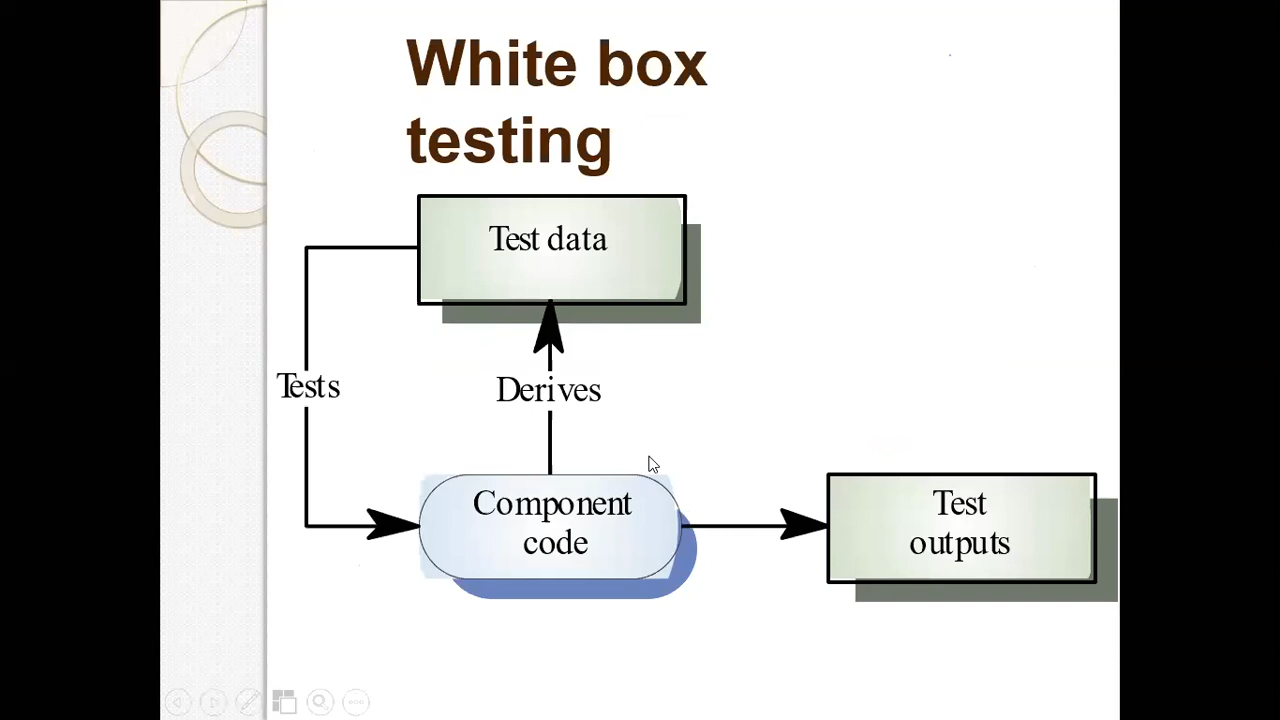 White box
testing
Test data
Tests
Derives
Component
code
Test
outputs